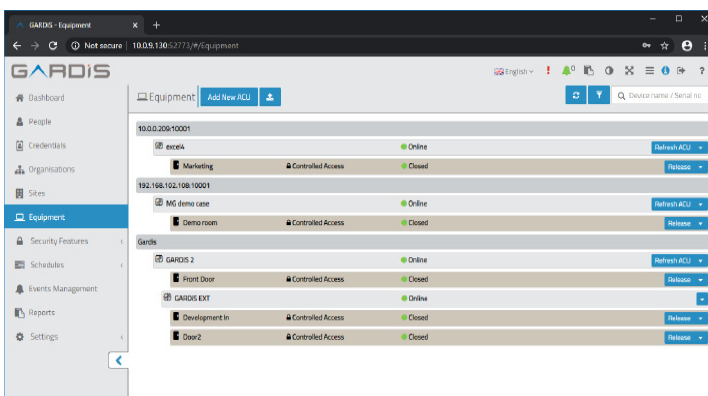 GARDiS - Equipment
Not secure | 10.0.9.130:52773/#/Equipment
GARDiS
English
0
?
Dashboard
Equipment
Add New ACU
Device name / Serial no
People
Credentials
Organisations
Sites
Equipment
Security Features
Schedules
Events Management
Reports
Settings
10.0.0.209:10001
excel4 Online Refresh ACU
Marketing Controlled Access Closed Release
192.168.102.108:10001
MG demo case Online Refresh ACU
Demo room Controlled Access Closed Release
Gardis
GARDiS 2 Online Refresh ACU
Front Door Controlled Access Closed Release
GARDiS EXT Online
Development In Controlled Access Closed Release
Door2 Controlled Access Closed Release